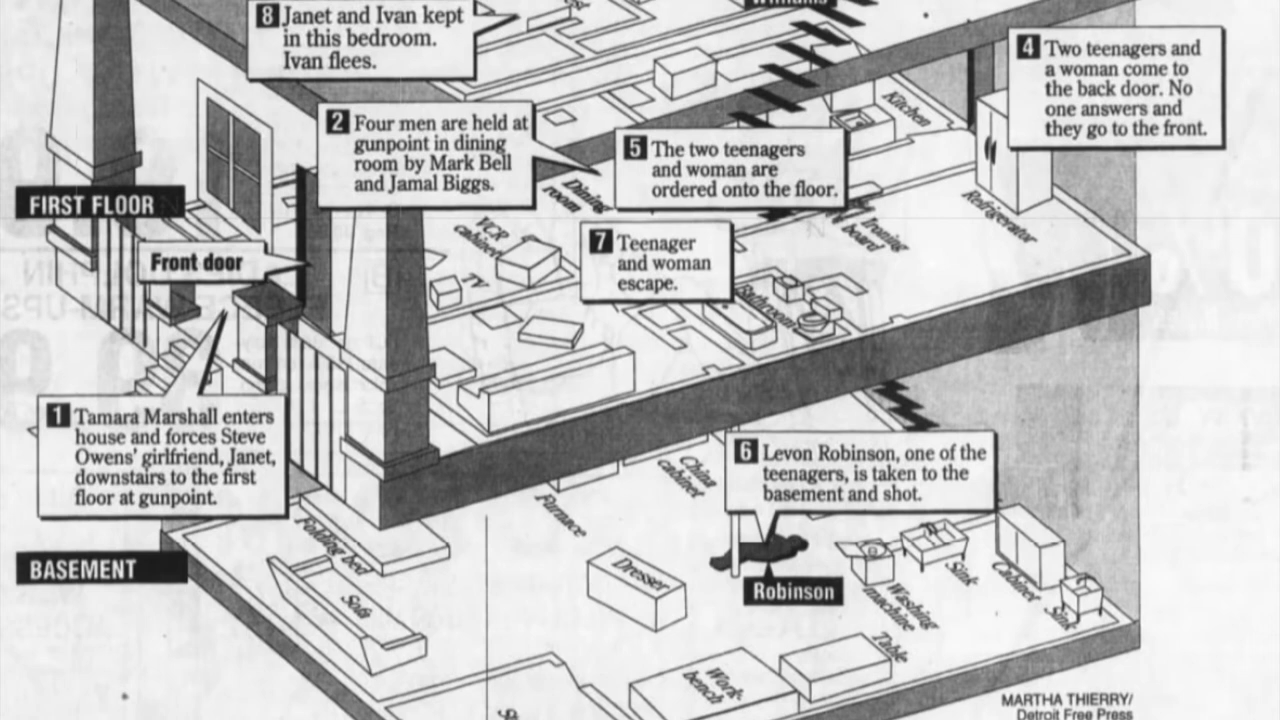 8 Janet and Ivan kept
in this bedroom.
Ivan flees.
Williams
4 Two teenagers and
a woman come to
the back door. No
one answers and
they go to the front.
2 Four men are held at
gunpoint in dining
room by Mark Bell
and Jamal Biggs.
Kitchen
5 The two teenagers
and woman are
ordered onto the floor.
FIRST FLOOR
Dining
room
Refrigerator
Ironing
board
VCR
cabinet
7 Teenager
and woman
escape.
Front door
TV
Bathroom
1 Tamara Marshall enters
house and forces Steve
Owens' girlfriend, Janet,
downstairs to the first
floor at gunpoint.
6 Levon Robinson, one of the
teenagers, is taken to the
basement and shot.
China
cabinet
Furnace
Folding bed
BASEMENT
Sofa
Dresser
Robinson
Washing
machine
Sink
Cabinet
Sink
Table
Work-
bench
MARTHA THIERRY/
Detroit Free Press